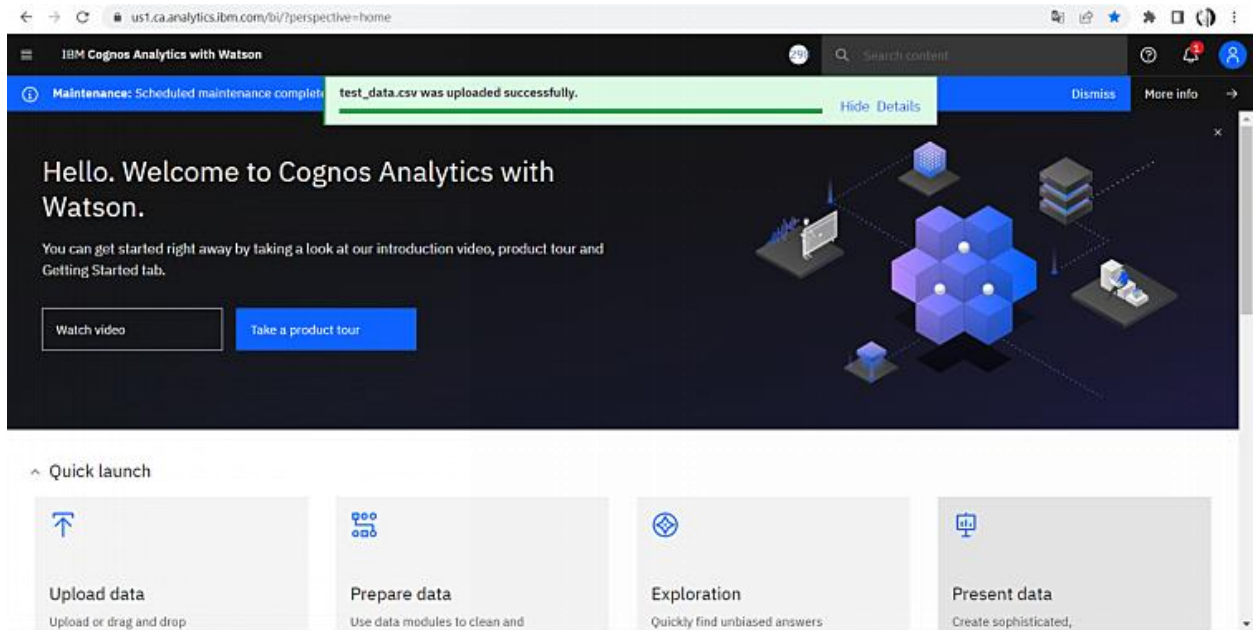 us1.ca.analytics.ibm.com/bi/?perspective=home
IBM Cognos Analytics with Watson
Search content
1
Maintenance: Scheduled maintenance complet
test_data.csv was uploaded successfully.
Hide Details
Dismiss
More info
Hello. Welcome to Cognos Analytics with
Watson.
You can get started right away by taking a look at our introduction video, product tour and
Getting Started tab.
Watch video
Take a product tour
Quick launch
Upload data
Upload or drag and drop
Prepare data
Use data modules to clean and
Exploration
Quickly find unbiased answers
Present data
Create sophisticated,